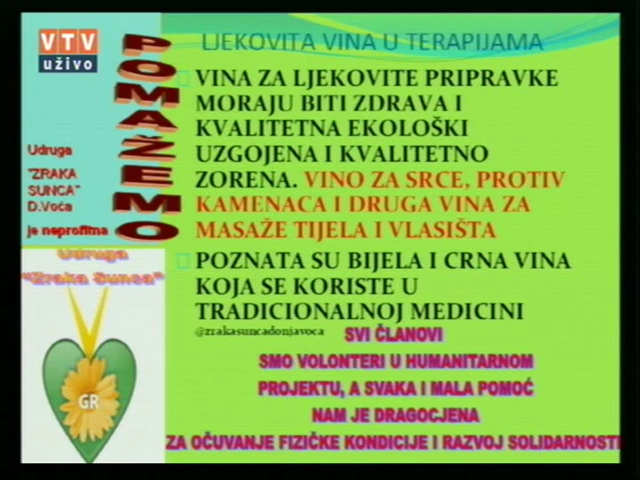 VTV
uživo
POMAŽEMO
Udruga
"ZRAKA
SUNCA"
D.Voća
je neprofitna
Udruga
"Zraka Sunca"
GR
LJEKOVITA VINA U TERAPIJAMA
VINA ZA LJEKOVITE PRIPRAVKE
MORAJU BITI ZDRAVA I
KVALITETNA EKOLOŠKI
UZGOJENA I KVALITETNO
ZORENA. VINO ZA SRCE, PROTIV
KAMENACA I DRUGA VINA ZA
MASAŽE TIJELA I VLASIŠTA
POZNATA SU BIJELA I CRNA VINA
KOJA SE KORISTE U
TRADICIONALNOJ MEDICINI
@zrakasuncadonjavoca
SVI ČLANOVI
SMO VOLONTERI U HUMANITARNOM
PROJEKTU, A SVAKA I MALA POMOĆ
NAM JE DRAGOCJENA
ZA OČUVANJE FIZIČKE KONDICIJE I RAZVOJ SOLIDARNOSTI